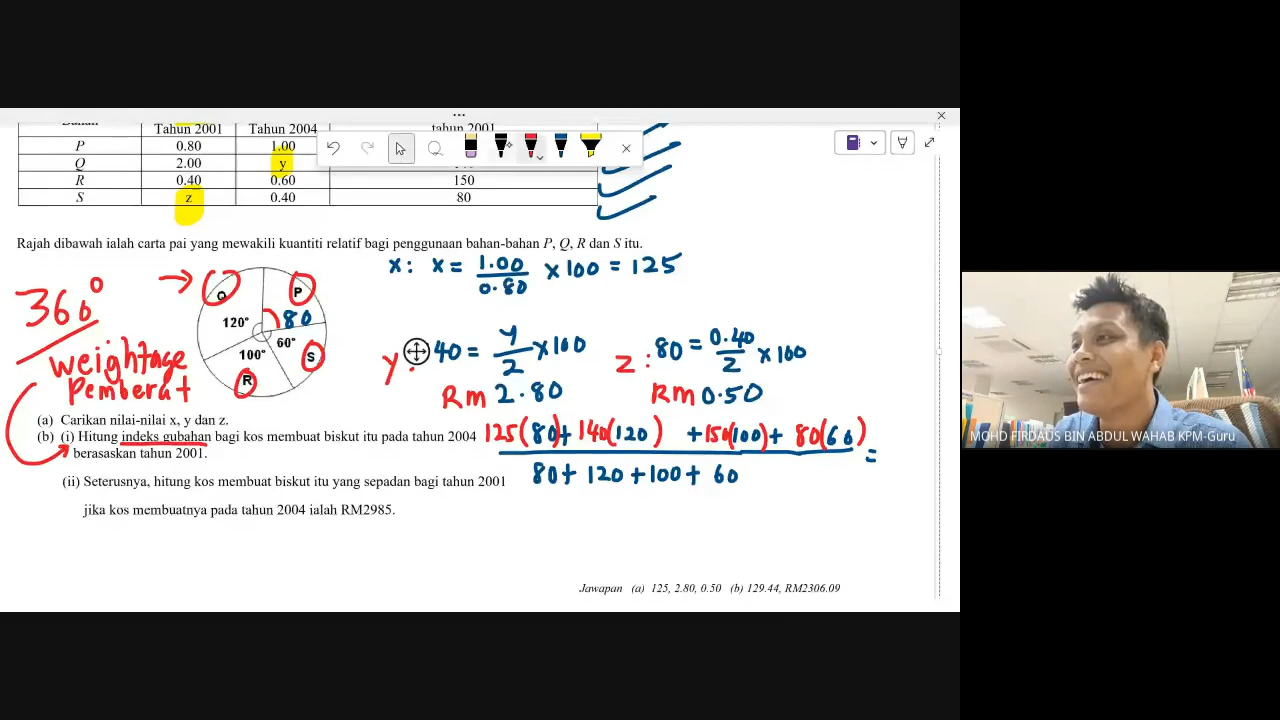 Tahun 2001 Tahun 2004 tahun 2001
P 0.80 1.00
Q 2.00 y
R 0.40 0.60 150
S z 0.40 80
Rajah dibawah ialah carta pai yang mewakili kuantiti relatif bagi penggunaan bahan-bahan P, Q, R dan S itu.
x: x = 1.00/0.80 x 100 = 125
360°
Q P
80
120° 60°
100° S
R
weightage
Pemberat
y: 40 = y/2 x 100
Rm 2.80
z: 80 = 0.40/z x 100
Rm 0.50
(a) Carikan nilai-nilai x, y dan z.
(b) (i) Hitung indeks gubahan bagi kos membuat biskut itu pada tahun 2004
berasaskan tahun 2001.
125(80) + 140(120) + 150(100) + 80(60) =
80 + 120 + 100 + 60
(ii) Seterusnya, hitung kos membuat biskut itu yang sepadan bagi tahun 2001
jika kos membuatnya pada tahun 2004 ialah RM2985.
Jawapan (a) 125, 2.80, 0.50 (b) 129.44, RM2306.09
MOHD FIRDAUS BIN ABDUL WAHAB KPM-Guru